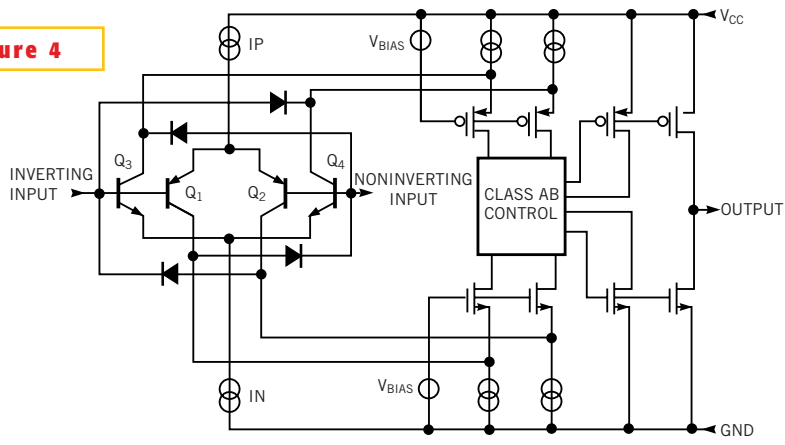 ure 4
VCC
IP
VBIAS
Q3
Q4
INVERTING
INPUT
Q1
Q2
NONINVERTING
INPUT
CLASS AB
CONTROL
OUTPUT
IN
VBIAS
GND